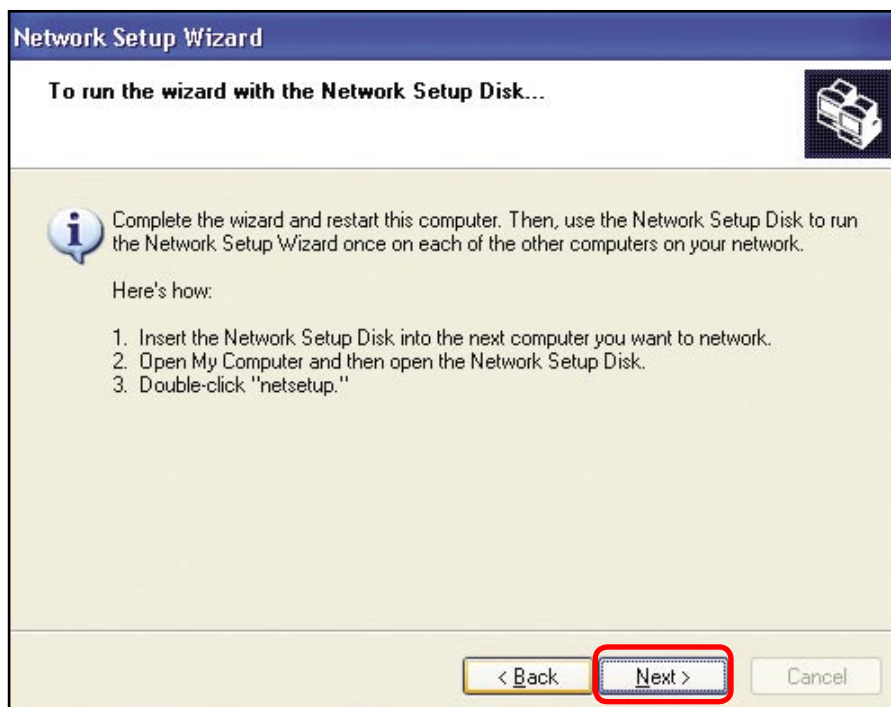 Network Setup Wizard
To run the wizard with the Network Setup Disk...
Complete the wizard and restart this computer. Then, use the Network Setup Disk to run
the Network Setup Wizard once on each of the other computers on your network.
Here's how:
1. Insert the Network Setup Disk into the next computer you want to network.
2. Open My Computer and then open the Network Setup Disk.
3. Double-click "netsetup."
< Back
Next >
Cancel